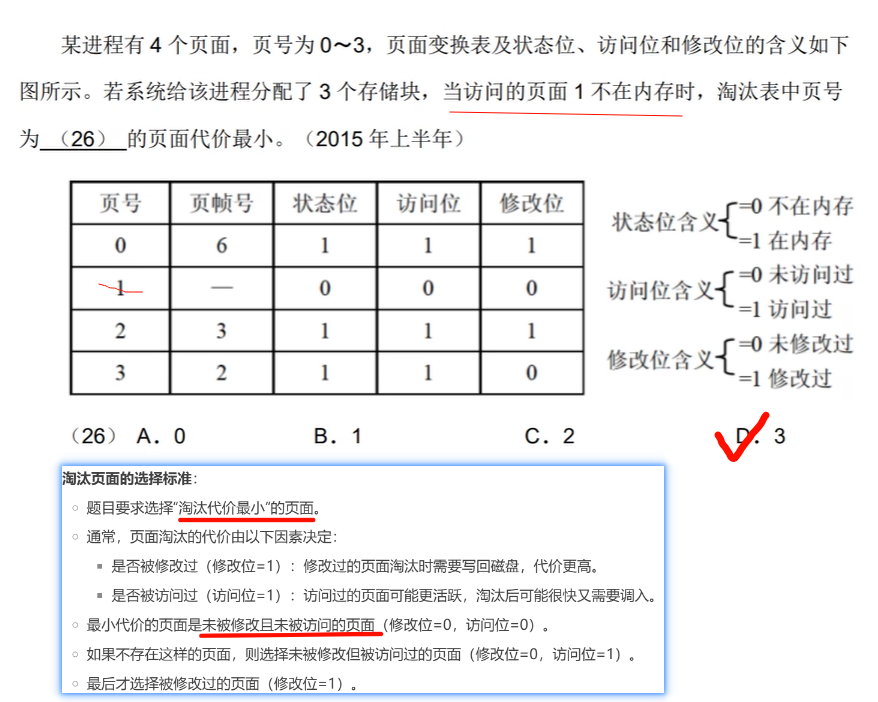 某进程有 4 个页面，页号为 0～3，页面变换表及状态位、访问位和修改位的含义如下
图所示。若系统给该进程分配了 3 个存储块，当访问的页面 1 不在内存时，淘汰表中页号
为 （26） 的页面代价最小。（2015 年上半年）
页号 页帧号 状态位 访问位 修改位
0 6 1 1 1
1 — 0 0 0
2 3 1 1 1
3 2 1 1 0
状态位含义 =0 不在内存
=1 在内存
访问位含义 =0 未访问过
=1 访问过
修改位含义 =0 未修改过
=1 修改过
（26） A．0 B．1 C．2 D．3
淘汰页面的选择标准：
题目要求选择“淘汰代价最小”的页面。
通常，页面淘汰的代价由以下因素决定：
是否被修改过（修改位=1）：修改过的页面淘汰时需要写回磁盘，代价更高。
是否被访问过（访问位=1）：访问过的页面可能更活跃，淘汰后可能很快又需要调入。
最小代价的页面是未被修改且未被访问的页面（修改位=0，访问位=0）。
如果不存在这样的页面，则选择未被修改但被访问过的页面（修改位=0，访问位=1）。
最后才选择被修改过的页面（修改位=1）。